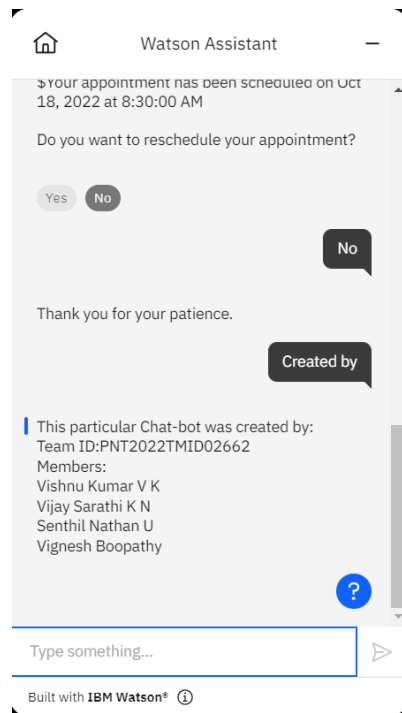 Watson Assistant
$Your appointment has been scheduled on Oct
18, 2022 at 8:30:00 AM
Do you want to reschedule your appointment?
Yes No
No
Thank you for your patience.
Created by
This particular Chat-bot was created by:
Team ID:PNT2022TMID02662
Members:
Vishnu Kumar V K
Vijay Sarathi K N
Senthil Nathan U
Vignesh Boopathy
?
Type something...
Built with IBM Watson® i